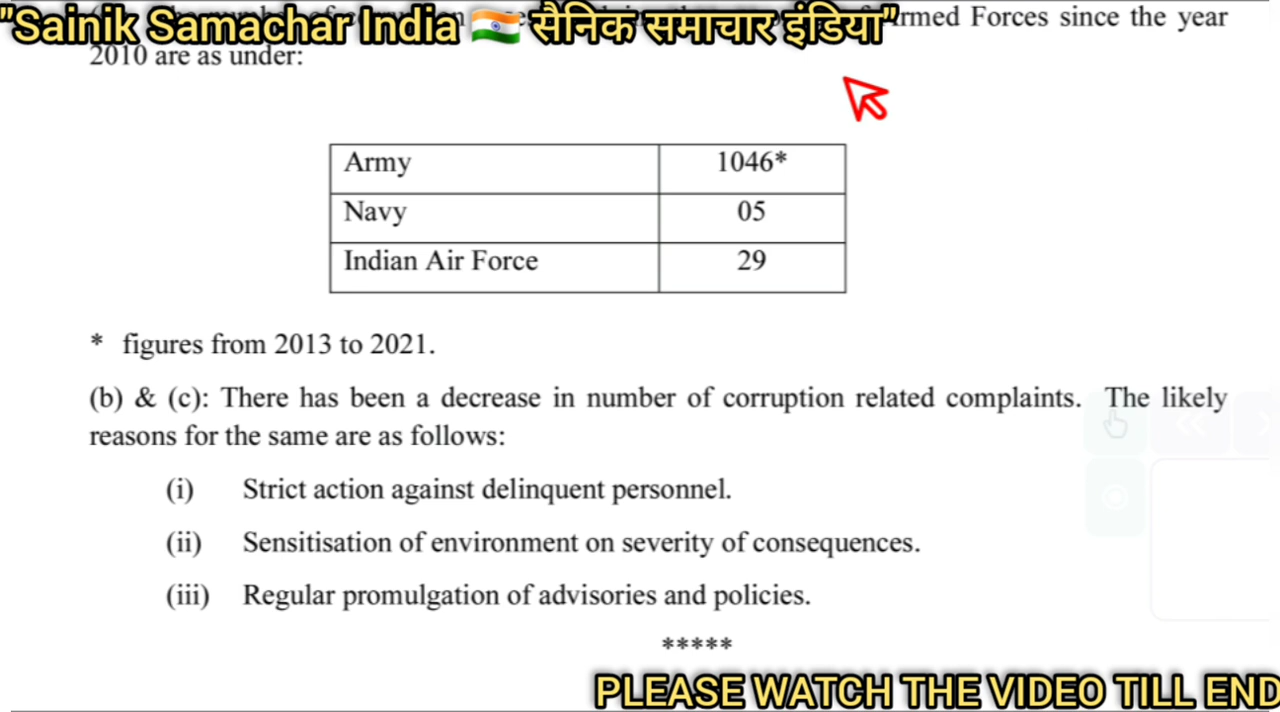 "Sainik Samachar India 🇮🇳 सैनिक समाचार इंडिया"
Forces since the year
2010 are as under:
Army 1046*
Navy 05
Indian Air Force 29
* figures from 2013 to 2021.
(b) & (c): There has been a decrease in number of corruption related complaints. The likely
reasons for the same are as follows:
(i) Strict action against delinquent personnel.
(ii) Sensitisation of environment on severity of consequences.
(iii) Regular promulgation of advisories and policies.
*****
PLEASE WATCH THE VIDEO TILL END